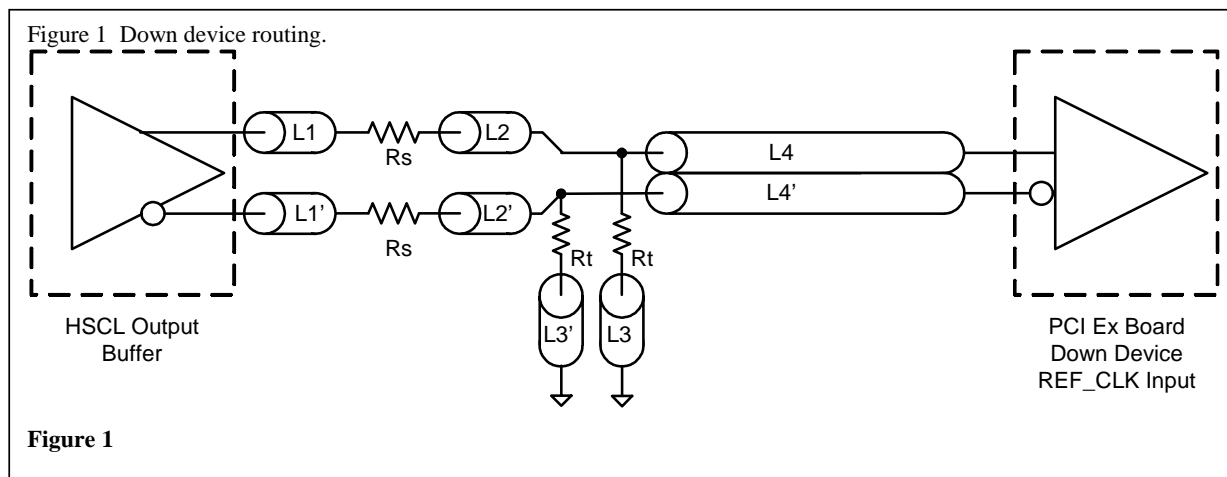 Figure 1 Down device routing.
L1
Rs
L2
L4
L1’
Rs
L2’
L4’
Rt
Rt
L3’
L3
HSCL Output
Buffer
PCI Ex Board
Down Device
REF_CLK Input
Figure 1